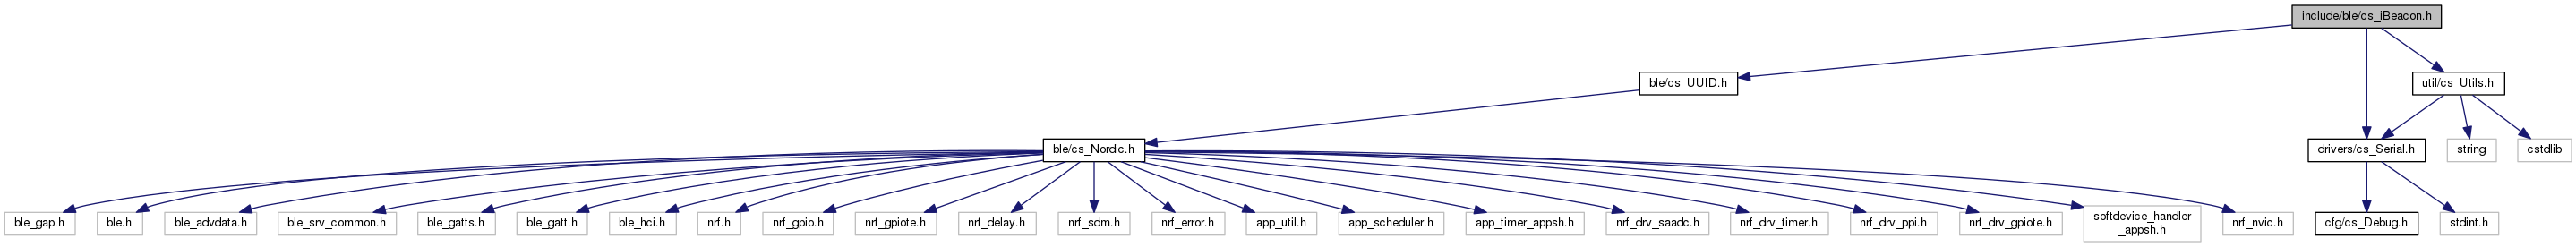 include/ble/cs_iBeacon.h
ble/cs_UUID.h
util/cs_Utils.h
ble/cs_Nordic.h
drivers/cs_Serial.h
string
cstdlib
ble_gap.h
ble.h
ble_advdata.h
ble_srv_common.h
ble_gatts.h
ble_gatt.h
ble_hci.h
nrf.h
nrf_gpio.h
nrf_gpiote.h
nrf_delay.h
nrf_sdm.h
nrf_error.h
app_util.h
app_scheduler.h
app_timer_appsh.h
nrf_drv_saadc.h
nrf_drv_timer.h
nrf_drv_ppi.h
nrf_drv_gpiote.h
softdevice_handler
_appsh.h
nrf_nvic.h
cfg/cs_Debug.h
stdint.h